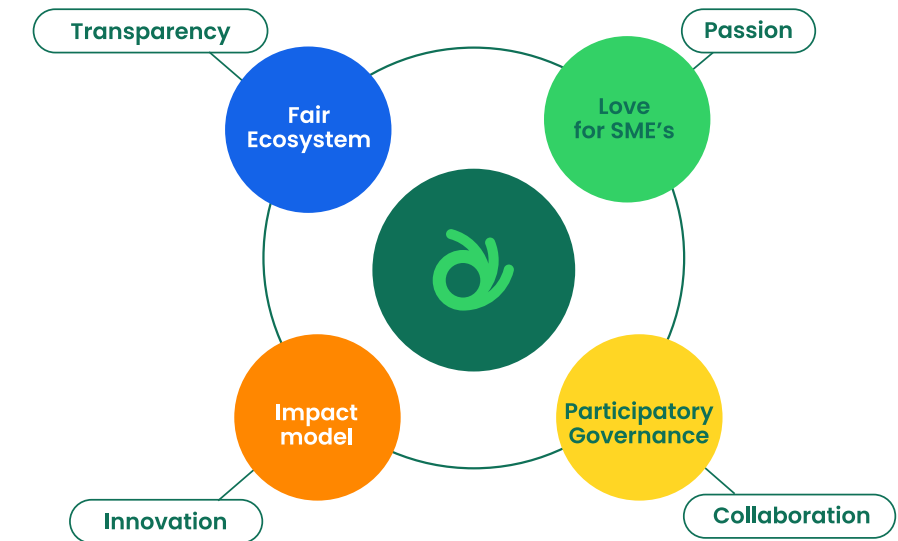 Transparency
Passion
Fair
Ecosystem
Love
for SME's
Impact
model
Participatory
Governance
Innovation
Collaboration